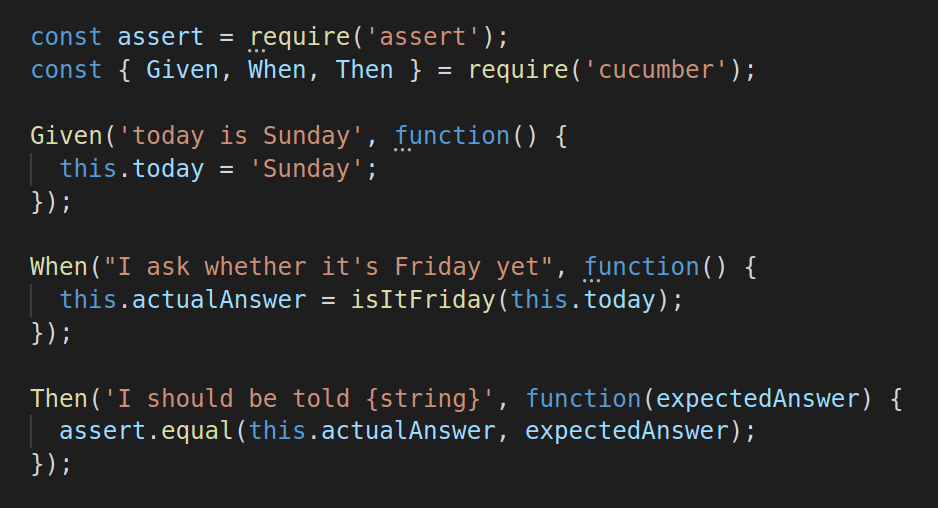 const assert = require('assert');
const { Given, When, Then } = require('cucumber');
Given('today is Sunday', function() {
this.today = 'Sunday';
});
When("I ask whether it's Friday yet", function() {
this.actualAnswer = isItFriday(this.today);
});
Then('I should be told {string}', function(expectedAnswer) {
assert.equal(this.actualAnswer, expectedAnswer);
});